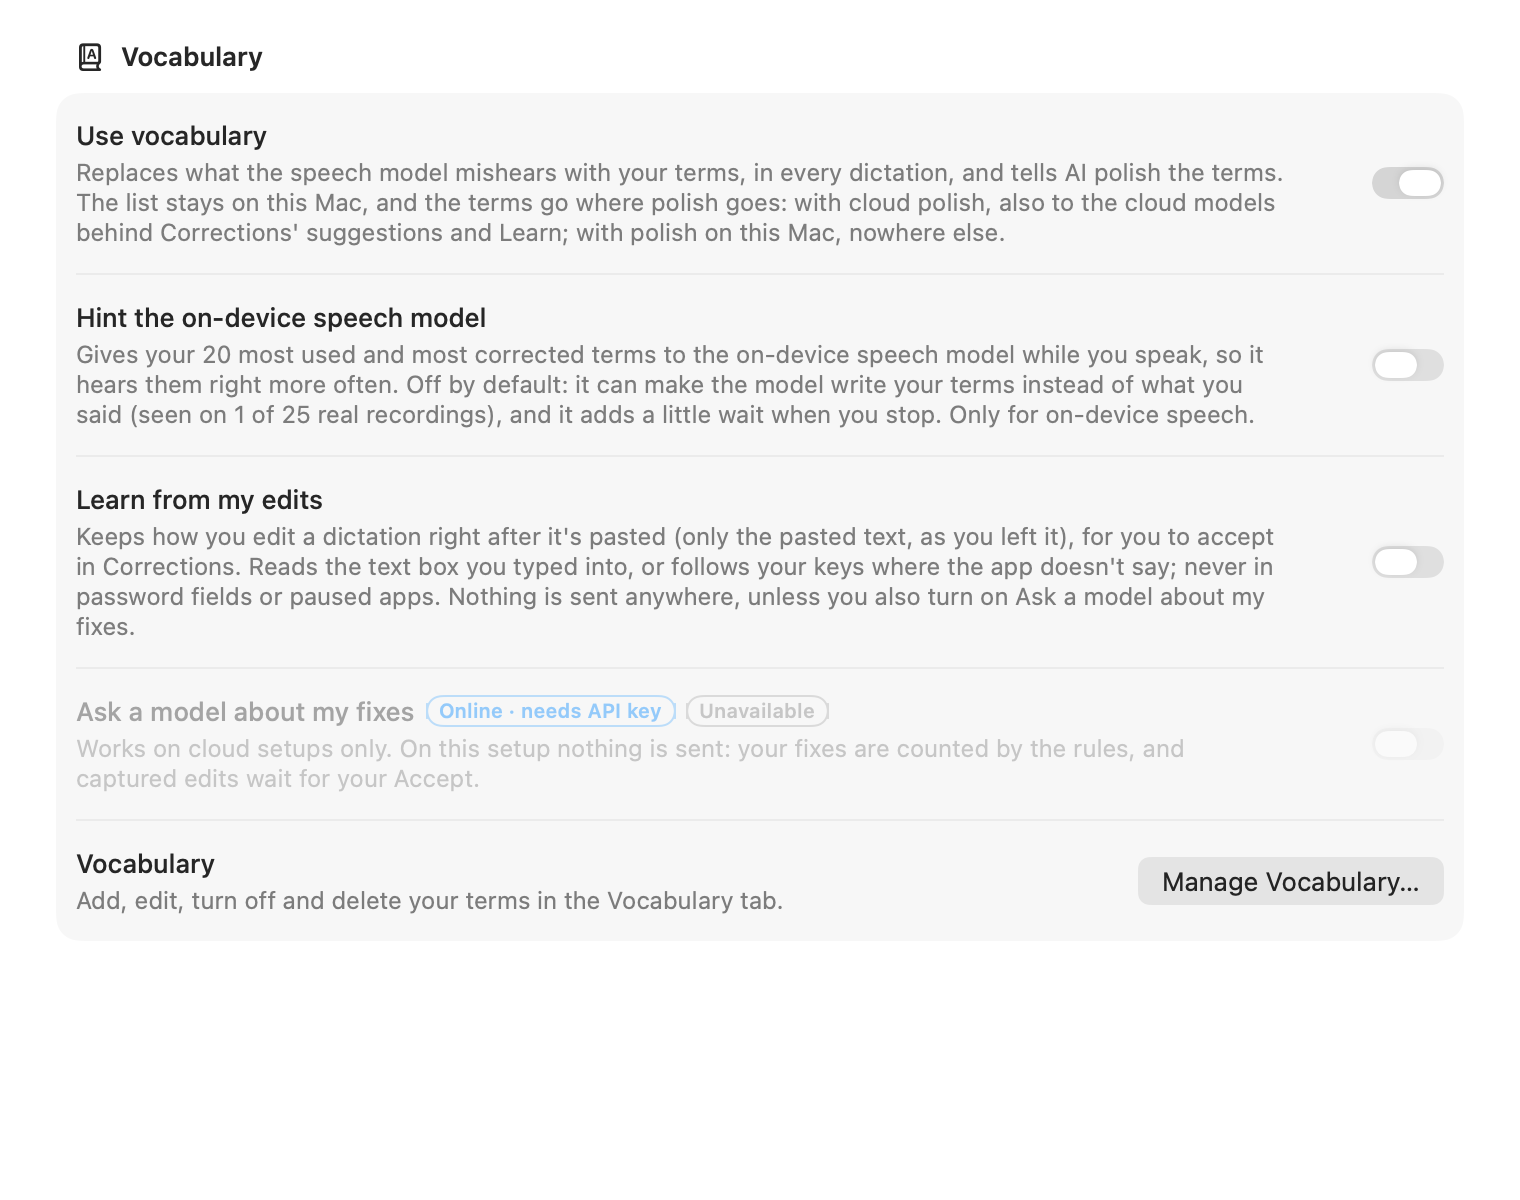 Vocabulary
Use vocabulary
Replaces what the speech model mishears with your terms, in every dictation, and tells AI polish the terms.
The list stays on this Mac, and the terms go where polish goes: with cloud polish, also to the cloud models
behind Corrections' suggestions and Learn; with polish on this Mac, nowhere else.
Hint the on-device speech model
Gives your 20 most used and most corrected terms to the on-device speech model while you speak, so it
hears them right more often. Off by default: it can make the model write your terms instead of what you
said (seen on 1 of 25 real recordings), and it adds a little wait when you stop. Only for on-device speech.
Learn from my edits
Keeps how you edit a dictation right after it's pasted (only the pasted text, as you left it), for you to accept
in Corrections. Reads the text box you typed into, or follows your keys where the app doesn't say; never in
password fields or paused apps. Nothing is sent anywhere, unless you also turn on Ask a model about my
fixes.
Ask a model about my fixes Online · needs API key Unavailable
Works on cloud setups only. On this setup nothing is sent: your fixes are counted by the rules, and
captured edits wait for your Accept.
Vocabulary
Add, edit, turn off and delete your terms in the Vocabulary tab.
Manage Vocabulary...